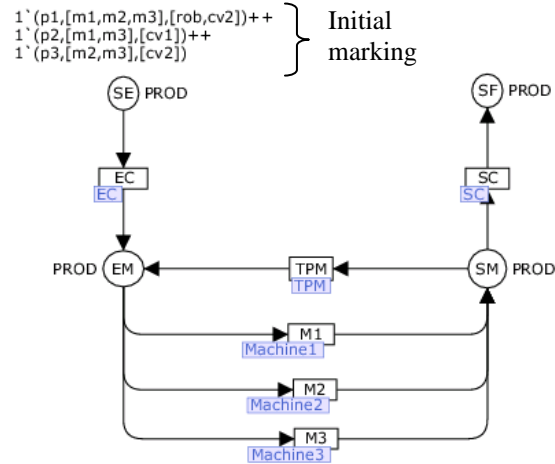 1`(p1,[m1,m2,m3],[rob,cv2])++
1`(p2,[m1,m3],[cv1])++
1`(p3,[m2,m3],[cv2])
Initial
marking
SE PROD
SF PROD
EC
EC
SC
SC
PROD EM
TPM
TPM
SM PROD
M1
Machine1
M2
Machine2
M3
Machine3